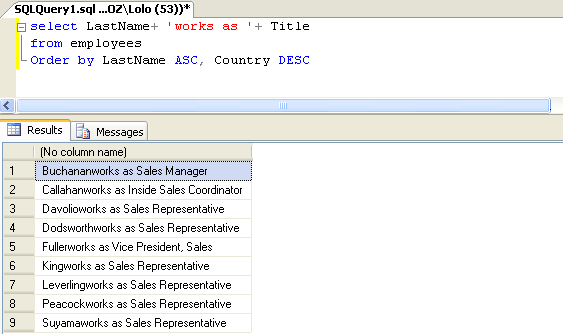 SQLQuery1.sql ...OZ\Lolo (53))*
select LastName+ 'works as '+ Title
from employees
Order by LastName ASC, Country DESC
Results Messages
(No column name)
1 Buchananworks as Sales Manager
2 Callahanworks as Inside Sales Coordinator
3 Davolioworks as Sales Representative
4 Dodsworthworks as Sales Representative
5 Fullerworks as Vice President, Sales
6 Kingworks as Sales Representative
7 Leverlingworks as Sales Representative
8 Peacockworks as Sales Representative
9 Suyamaworks as Sales Representative